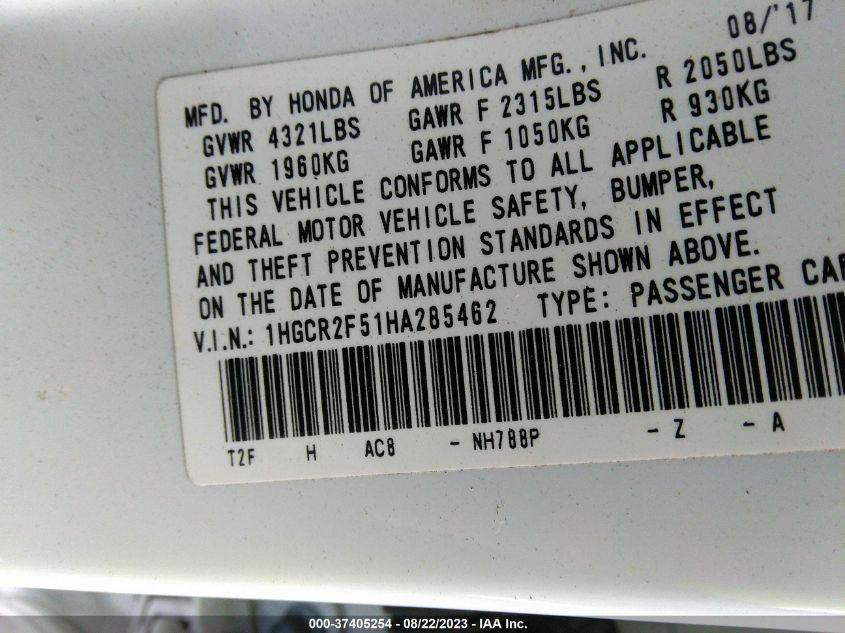 08/'17
MFD. BY HONDA OF AMERICA MFG., INC.
GVWR 4321LBS GAWR F 2315LBS R 2050LBS
GVWR 1960KG GAWR F 1050KG R 930KG
THIS VEHICLE CONFORMS TO ALL APPLICABLE
FEDERAL MOTOR VEHICLE SAFETY, BUMPER,
AND THEFT PREVENTION STANDARDS IN EFFECT
ON THE DATE OF MANUFACTURE SHOWN ABOVE.
V.I.N.: 1HGCR2F51HA285462 TYPE: PASSENGER CAR
T2F H AC8 - NH788P - Z - A
000-37405254 - 08/22/2023 - IAA Inc.